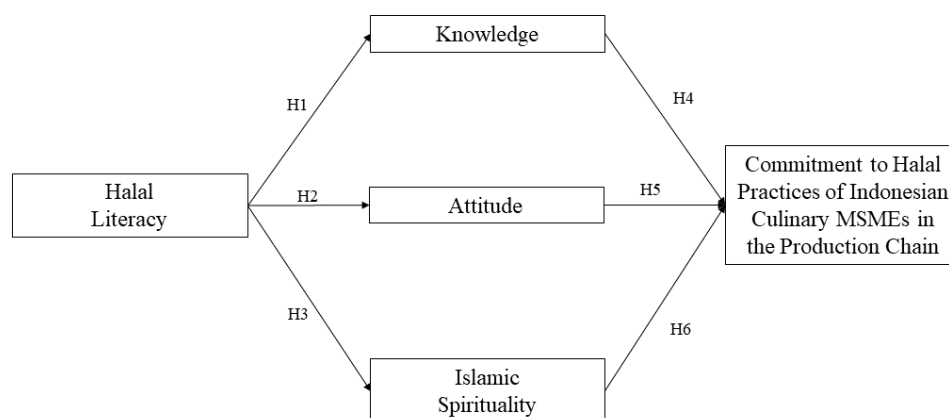 Knowledge
H1
H4
Halal
Literacy
H2
Attitude
H5
Commitment to Halal
Practices of Indonesian
Culinary MSMEs in
the Production Chain
H3
H6
Islamic
Spirituality